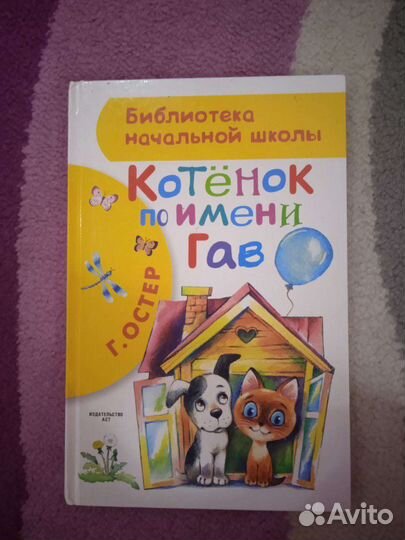 Библиотека
начальной школы
Котёнок
по имени
Гав
Г. ОСТЕР
ИЗДАТЕЛЬСТВО
АСТ
Avito